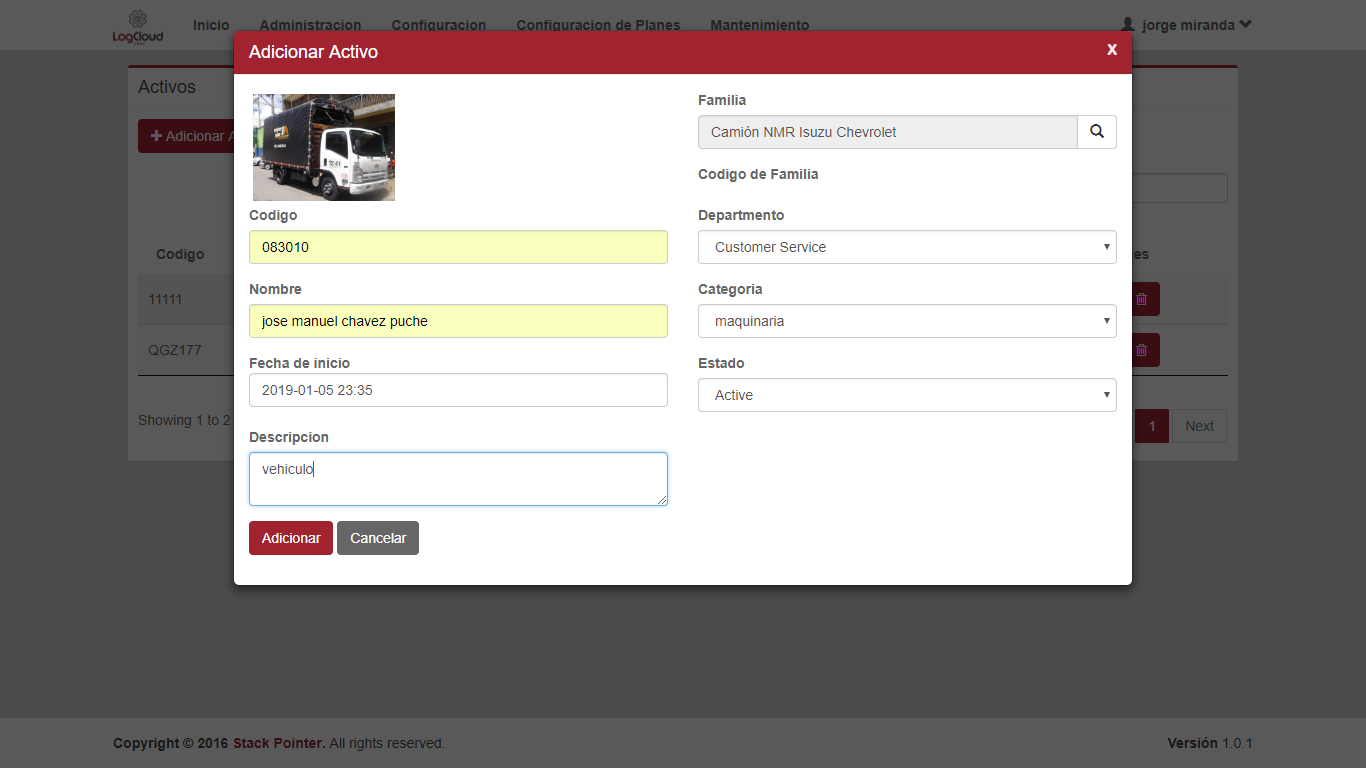 LogCloud
Inicio Administracion Configuracion Configuracion de Planes Mantenimiento jorge miranda
Adicionar Activo x
Activos
Adicionar A
Familia
Camión NMR Isuzu Chevrolet
Codigo de Familia
Codigo
083010
Departmento
Customer Service
Codigo es
Nombre
jose manuel chavez puche
Categoria
maquinaria
11111
QGZ177
Fecha de inicio
2019-01-05 23:35
Estado
Active
Showing 1 to 2
1 Next
Descripcion
vehiculo
Adicionar Cancelar
Copyright © 2016 Stack Pointer. All rights reserved. Versión 1.0.1